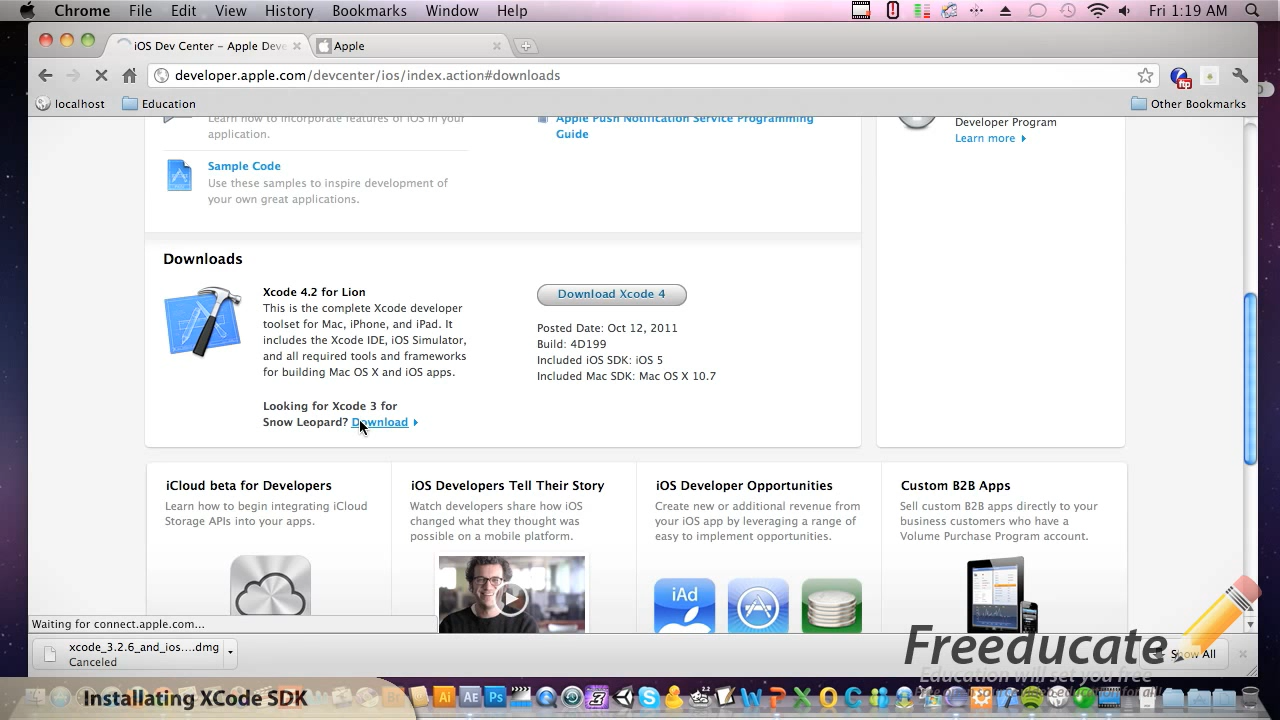 Chrome File Edit View History Bookmarks Window Help Fri 1:19 AM
iOS Dev Center – Apple Deve Apple
developer.apple.com/devcenter/ios/index.action#downloads
localhost Education Other Bookmarks
Learn how to incorporate features of iOS in your
application.
Apple Push Notification Service Programming
Guide
Developer Program
Learn more
Sample Code
Use these samples to inspire development of
your own great applications.
Downloads
Xcode 4.2 for Lion
This is the complete Xcode developer
toolset for Mac, iPhone, and iPad. It
includes the Xcode IDE, iOS Simulator,
and all required tools and frameworks
for building Mac OS X and iOS apps.
Looking for Xcode 3 for
Snow Leopard? Download
Download Xcode 4
Posted Date: Oct 12, 2011
Build: 4D199
Included iOS SDK: iOS 5
Included Mac SDK: Mac OS X 10.7
iCloud beta for Developers
Learn how to begin integrating iCloud
Storage APIs into your apps.
iOS Developers Tell Their Story
Watch developers share how iOS
changed what they thought was
possible on a mobile platform.
iOS Developer Opportunities
Create new or additional revenue from
your iOS app by leveraging a range of
easy to implement opportunities.
iAd
Custom B2B Apps
Sell custom B2B apps directly to your
business customers who have a
Volume Purchase Program account.
Waiting for connect.apple.com...
xcode_3.2.6_and_ios....dmg
Canceled
Show All
Freeducate
Education will set you free
Installating XCode SDK
Ai AE Ps